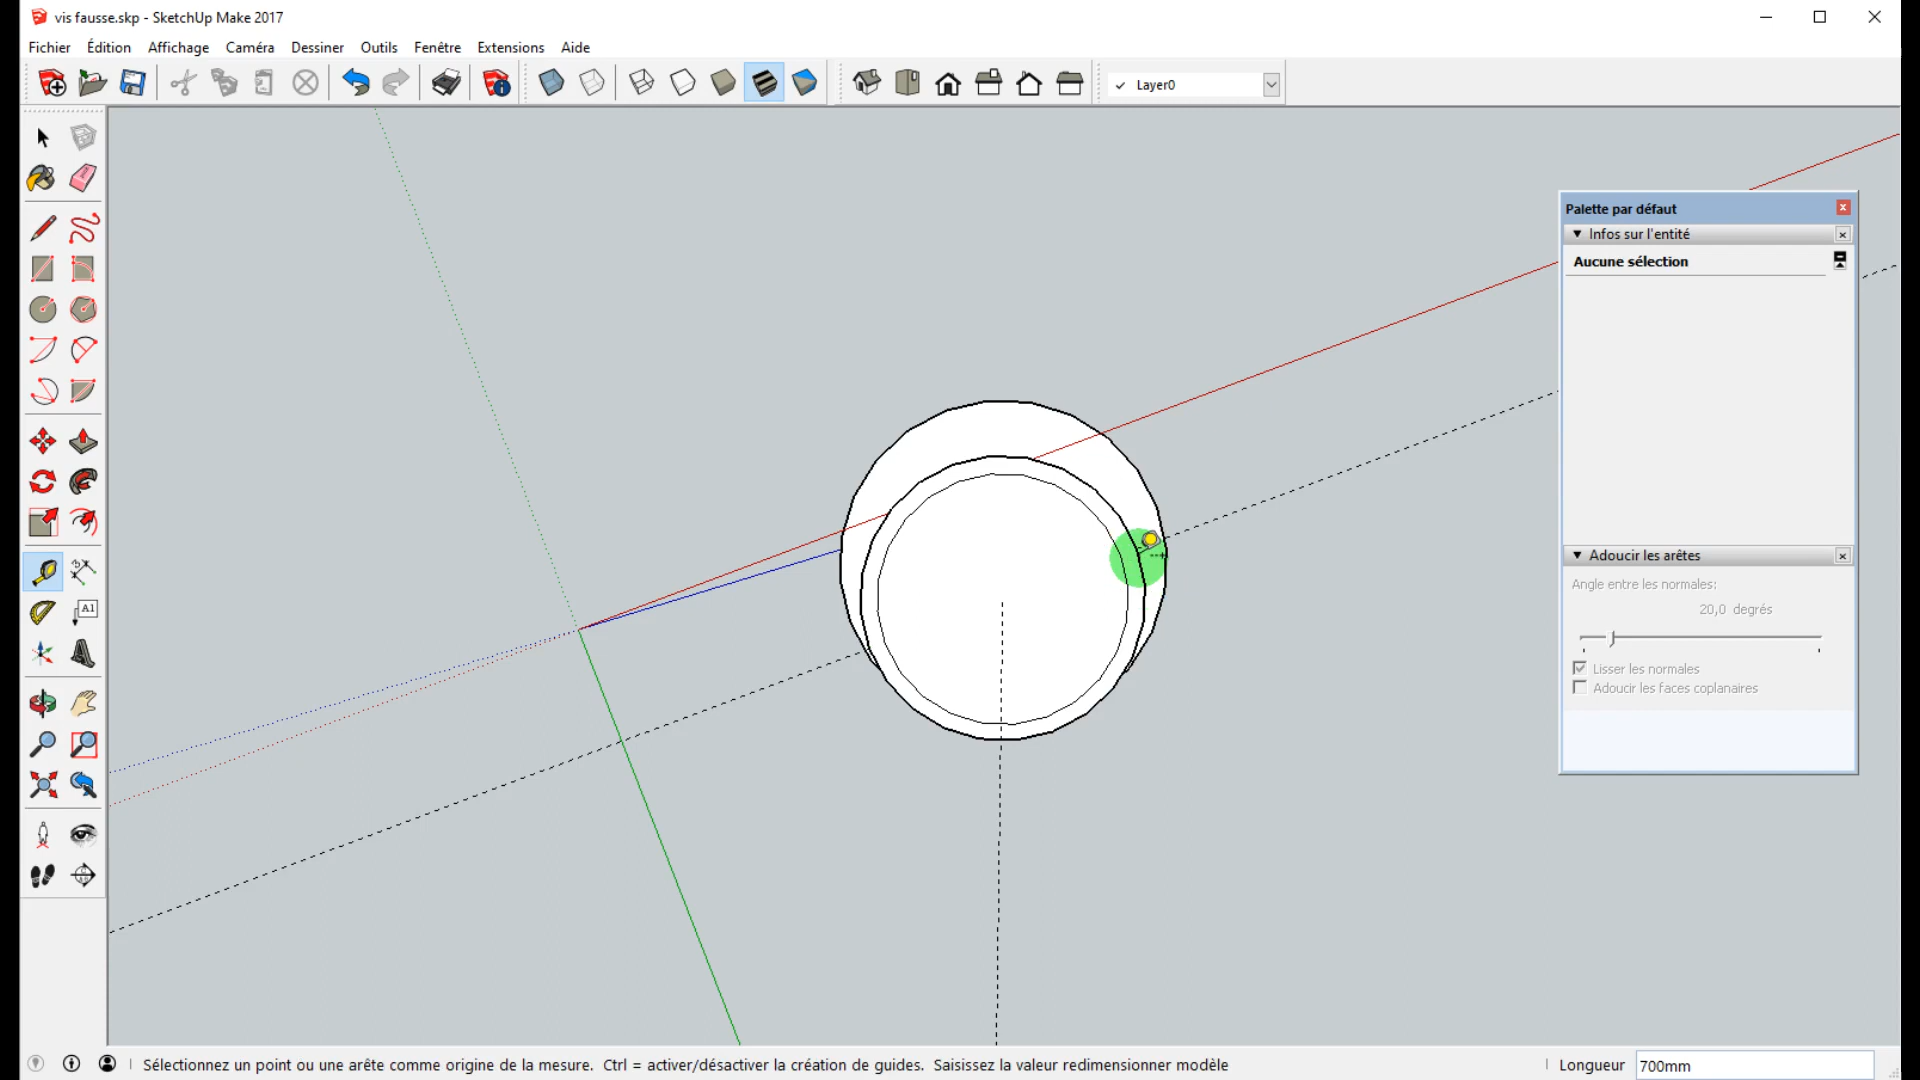 vis fausse.skp - SketchUp Make 2017
Fichier Édition Affichage Caméra Dessiner Outils Fenêtre Extensions Aide
✓ Layer0
Palette par défaut
Infos sur l'entité
Aucune sélection
Adoucir les arêtes
Angle entre les normales:
20,0 degrés
Lisser les normales
Adoucir les faces coplanaires
A1
Sélectionnez un point ou une arête comme origine de la mesure. Ctrl = activer/désactiver la création de guides. Saisissez la valeur redimensionner modèle
Longueur 700mm